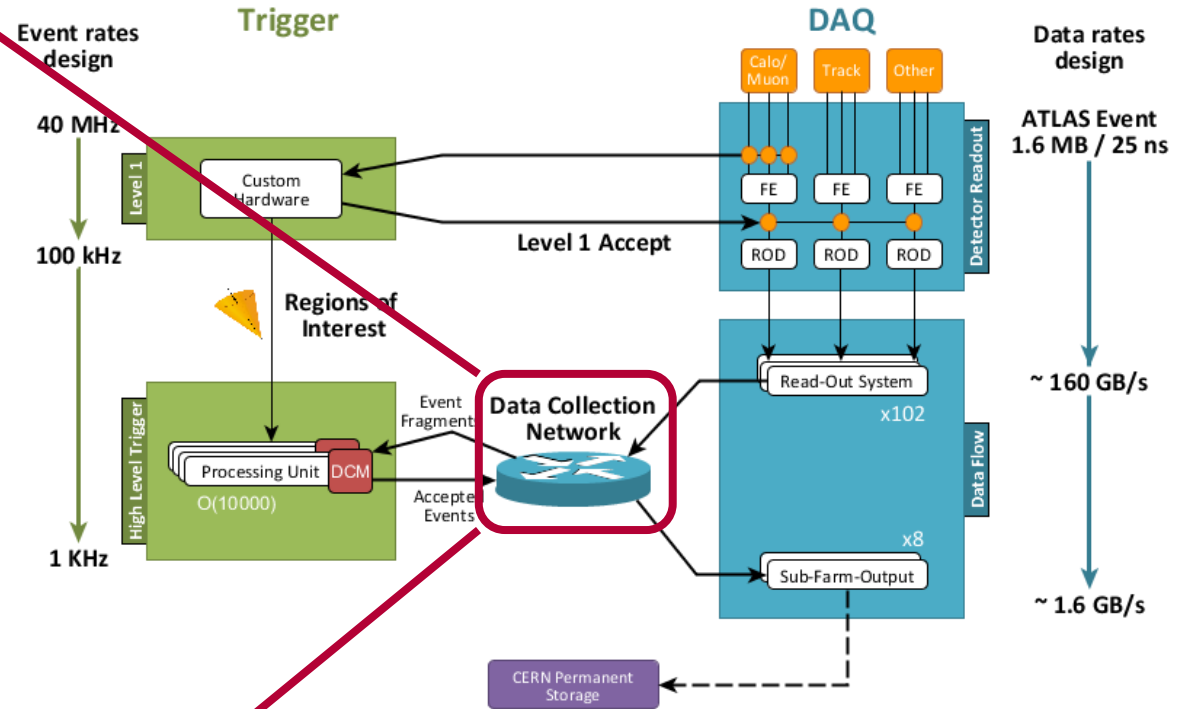 Trigger
DAQ
Event rates
design
Data rates
design
Calo/
Muon
Track
Other
40 MHz
ATLAS Event
1.6 MB / 25 ns
Level 1
Custom
Hardware
FE
FE
FE
Detector Readout
Level 1 Accept
ROD
ROD
ROD
100 kHz
Regions of
Interest
Read-Out System
x102
~ 160 GB/s
High Level Trigger
Event
Fragments
Data Collection
Network
Processing Unit
DCM
O(10000)
Accepte
Events
Data Flow
x8
Sub-Farm-Output
1 KHz
~ 1.6 GB/s
CERN Permanent
Storage